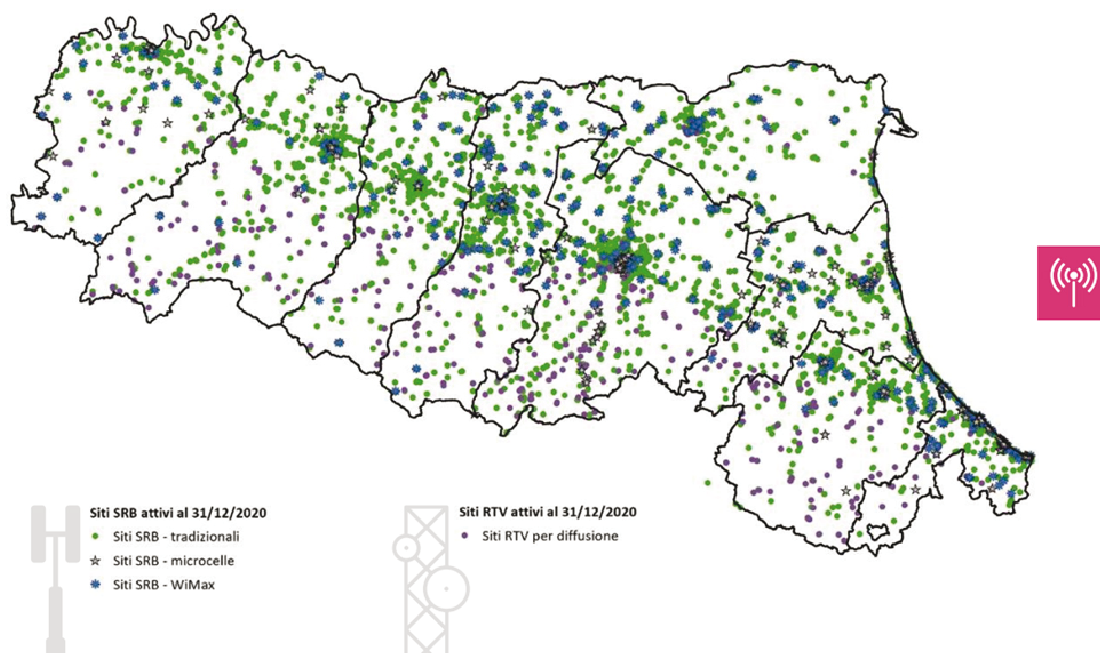 Siti SRB attivi al 31/12/2020
Siti SRB - tradizionali
Siti SRB - microcelle
Siti SRB - WiMax
Siti RTV attivi al 31/12/2020
Siti RTV per diffusione